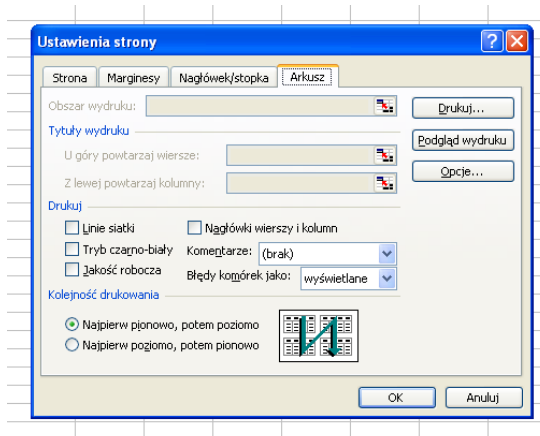 Ustawienia strony
Strona Marginesy Nagłówek/stopka Arkusz
Obszar wydruku: Drukuj...
Tytuły wydruku Podgląd wydruku
U góry powtarzaj wiersze: Opcje...
Z lewej powtarzaj kolumny:
Drukuj
Linie siatki Nagłówki wierszy i kolumn
Tryb czarno-biały Komentarze: (brak)
Jakość robocza Błędy komórek jako: wyświetlane
Kolejność drukowania
Najpierw pionowo, potem poziomo
Najpierw poziomo, potem pionowo
OK Anuluj